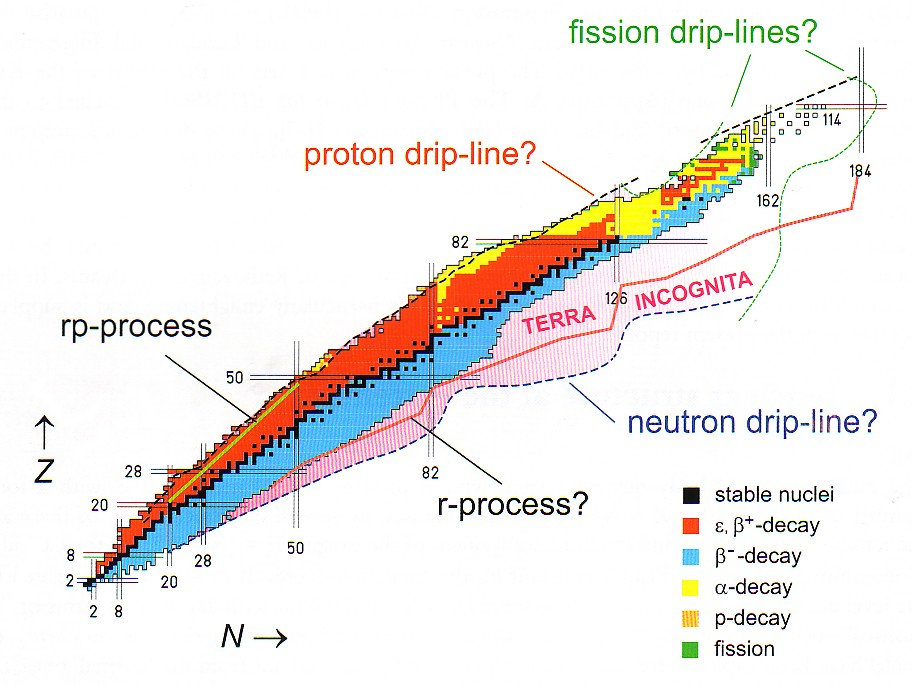 fission drip-lines?
114
proton drip-line?
184
162
82
126
TERRA INCOGNITA
rp-process
50
neutron drip-line?
↑
Z
28
82
r-process?
20
stable nuclei
ε, β⁺-decay
8
50
28
β⁻-decay
2
20
α-decay
2 8
p-decay
N →
fission